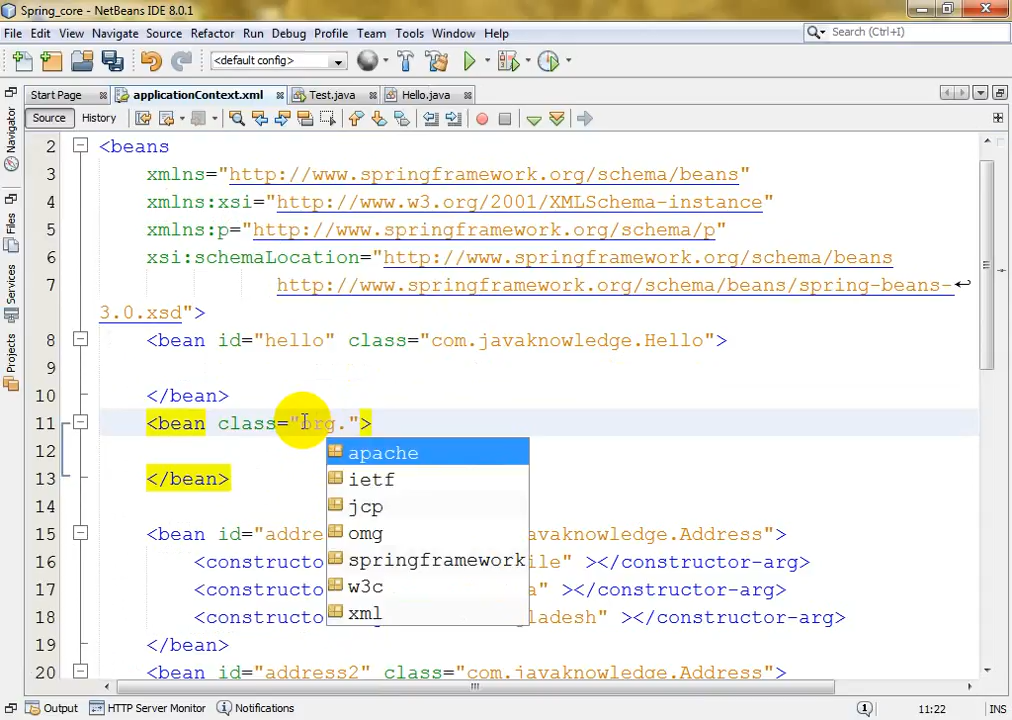 Spring_core - NetBeans IDE 8.0.1
File Edit View Navigate Source Refactor Run Debug Profile Team Tools Window Help
Search (Ctrl+I)
<default config>
Start Page applicationContext.xml Test.java Hello.java
Source History
Navigator
Files
Services
Projects
2 <beans
3 xmlns="http://www.springframework.org/schema/beans"
4 xmlns:xsi="http://www.w3.org/2001/XMLSchema-instance"
5 xmlns:p="http://www.springframework.org/schema/p"
6 xsi:schemaLocation="http://www.springframework.org/schema/beans
7 http://www.springframework.org/schema/beans/spring-beans-
3.0.xsd">
8 <bean id="hello" class="com.javaknowledge.Hello">
9
10 </bean>
11 <bean class="org.">
12
13 </bean>
14
apache
ietf
jcp
omg
springframework
w3c
xml
15 <bean id="addre javaknowledge.Address">
16 <constructo ile" ></constructor-arg>
17 <constructo a" ></constructor-arg>
18 <constructo gladesh" ></constructor-arg>
19 </bean>
20 <bean id="address2" class="com.javaknowledge.Address">
Output HTTP Server Monitor Notifications
11:22 INS